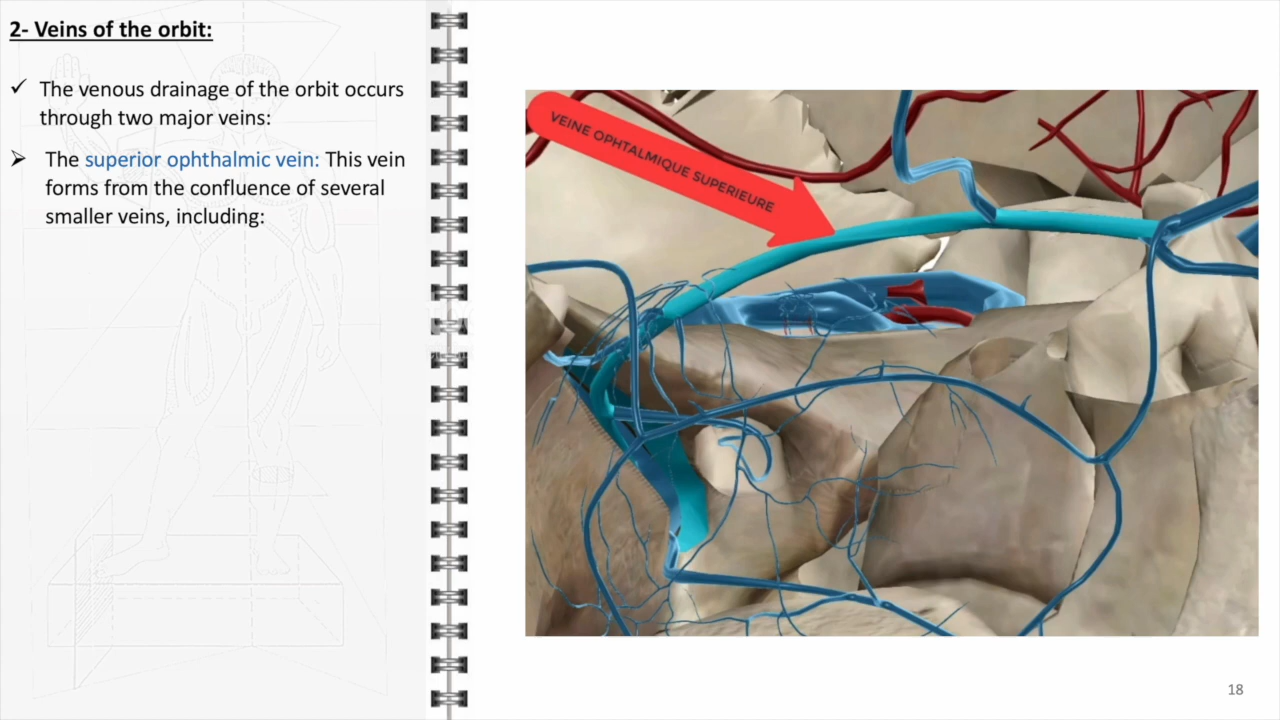 2- Veins of the orbit:
✓ The venous drainage of the orbit occurs
through two major veins:
➤ The superior ophthalmic vein: This vein
forms from the confluence of several
smaller veins, including:
VEINE OPHTALMIQUE SUPERIEURE
18